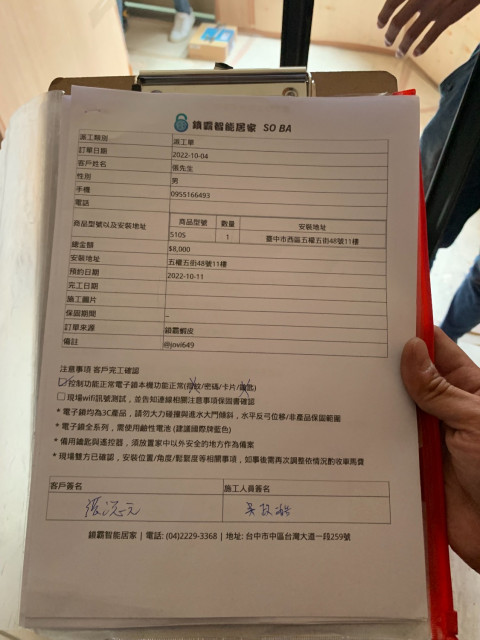 鎖霸智能居家 SO BA
派工類別 派工單
訂單日期 2022-10-04
客戶姓名 張先生
性別 男
手機 0955166493
電話
商品型號以及安裝地址 商品型號 數量 安裝地址
510S 1 臺中市西區五權五街48號11樓
總金額 $8,000
安裝地址 五權五街48號11樓
預約日期 2022-10-11
完工日期
施工圖片
保固期間 –
訂單來源 鎖霸蝦皮
備註 @jovi649
注意事項 客戶完工確認
控制功能正常電子鎖本機功能正常(指紋/密碼/卡片/鑰匙)
現場wifi訊號測試，並告知連線相關注意事項保固書確認
* 電子鎖均為3C產品，請勿大力碰撞與進水大門傾斜，水平反弓位移/非產品保固範圍
* 電子鎖全系列，需使用鹼性電池 (建議國際牌藍色)
* 備用鑰匙與遙控器，須放置家中以外安全的地方作為備案
* 現場雙方已確認，安裝位置/角度/鬆緊度等相關事項，如事後需再次調整依情況酌收車馬費
客戶簽名 施工人員簽名
鎖霸智能居家 | 電話: (04)2229-3368 | 地址: 台中市中區台灣大道一段259號